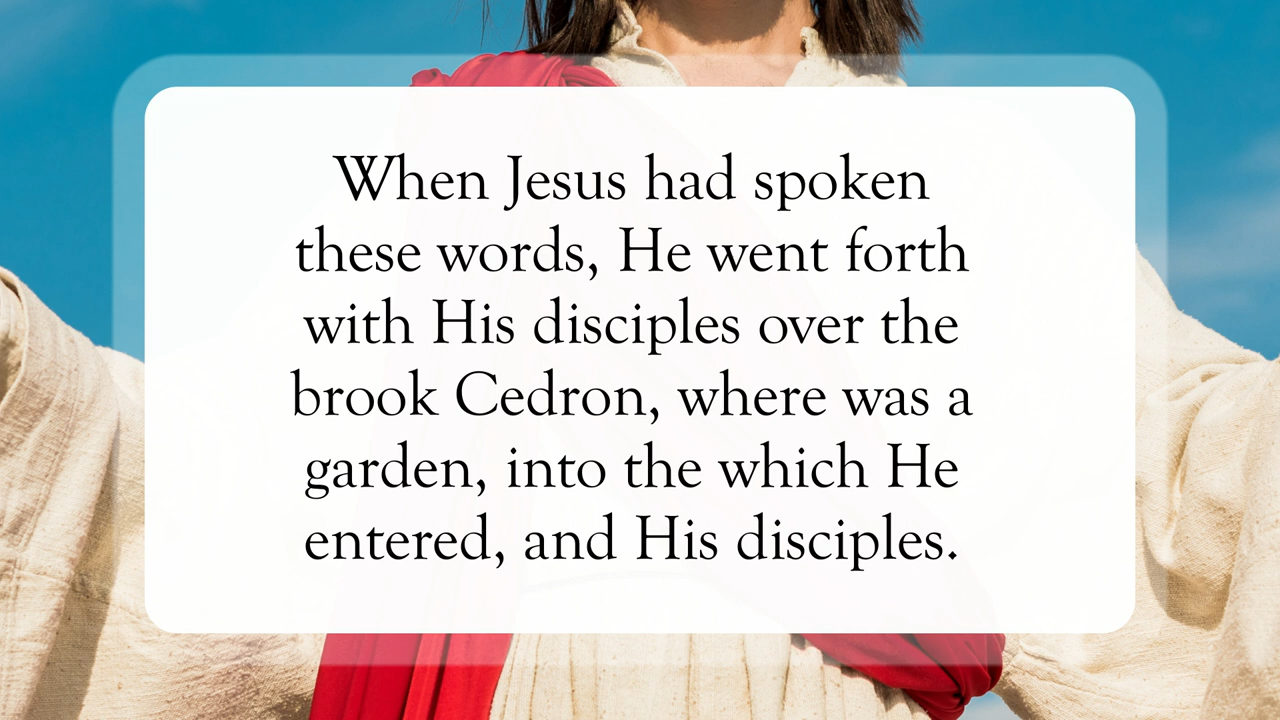 When Jesus had spoken
these words, He went forth
with His disciples over the
brook Cedron, where was a
garden, into the which He
entered, and His disciples.